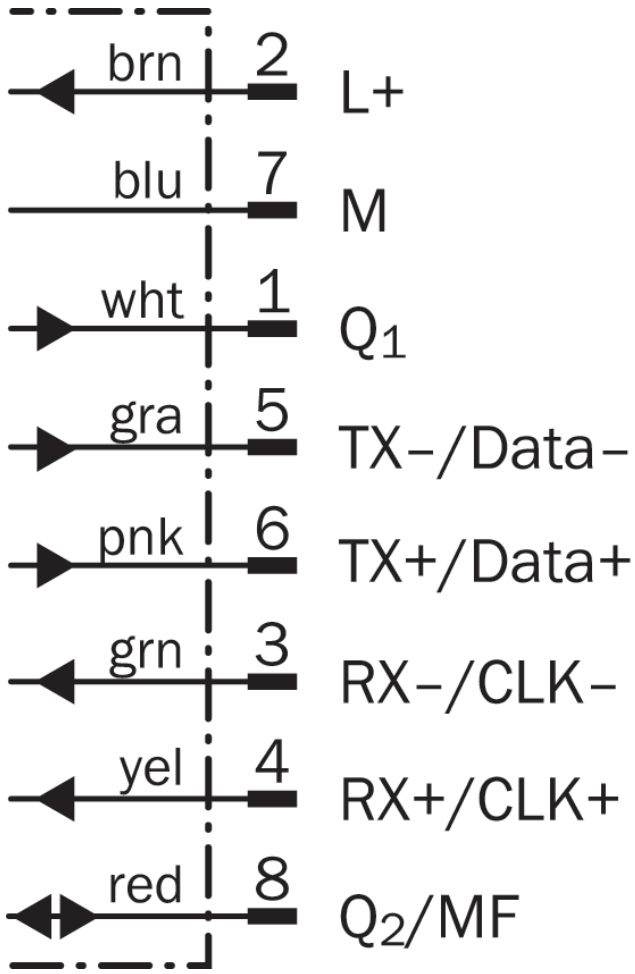 brn 2 L+
blu 7 M
wht 1 Q₁
gra 5 TX–/Data–
pnk 6 TX+/Data+
grn 3 RX–/CLK–
yel 4 RX+/CLK+
red 8 Q₂/MF